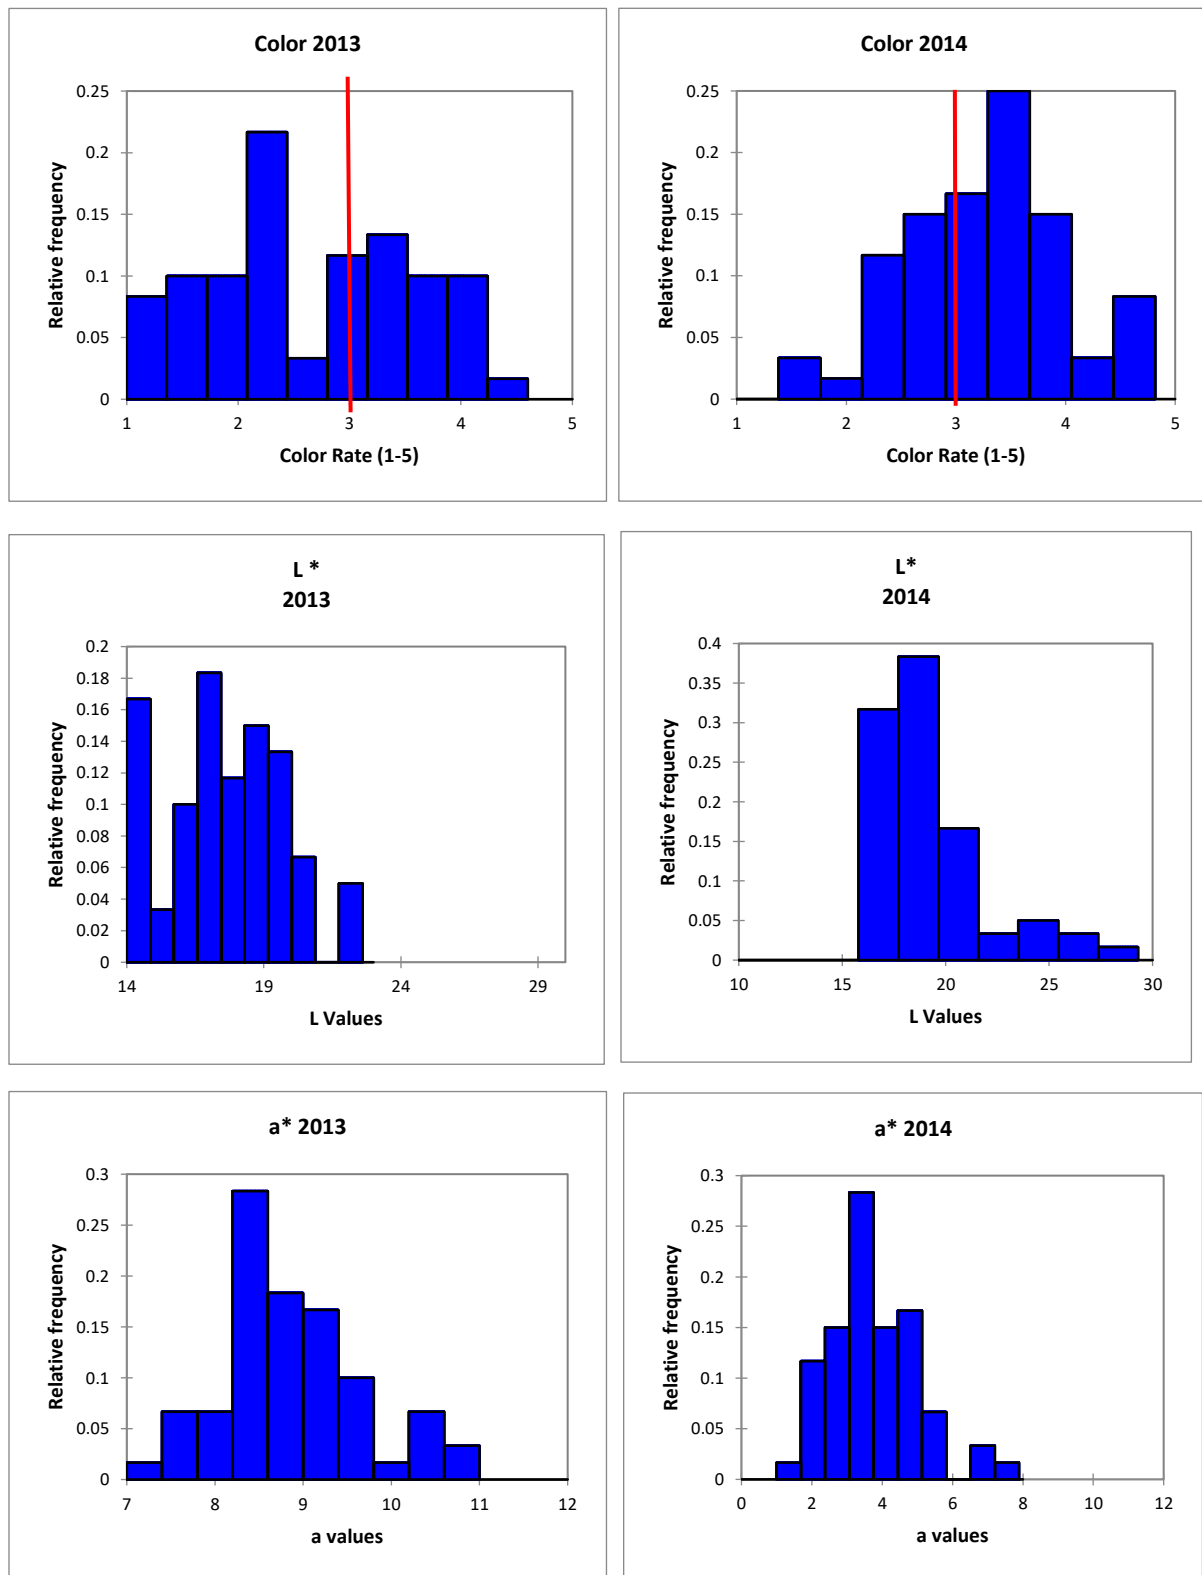 Color 2013
0.25
0.2
0.15
0.1
0.05
0
Relative frequency
1 2 3 4 5
Color Rate (1-5)
Color 2014
0.25
0.2
0.15
0.1
0.05
0
Relative frequency
1 2 3 4 5
Color Rate (1-5)
L *
2013
0.2
0.18
0.16
0.14
0.12
0.1
0.08
0.06
0.04
0.02
0
Relative frequency
14 19 24 29
L Values
L*
2014
0.4
0.35
0.3
0.25
0.2
0.15
0.1
0.05
0
Relative frequency
10 15 20 25 30
L Values
a* 2013
0.3
0.25
0.2
0.15
0.1
0.05
0
Relative frequency
7 8 9 10 11 12
a values
a* 2014
0.3
0.25
0.2
0.15
0.1
0.05
0
Relative frequency
0 2 4 6 8 10 12
a values